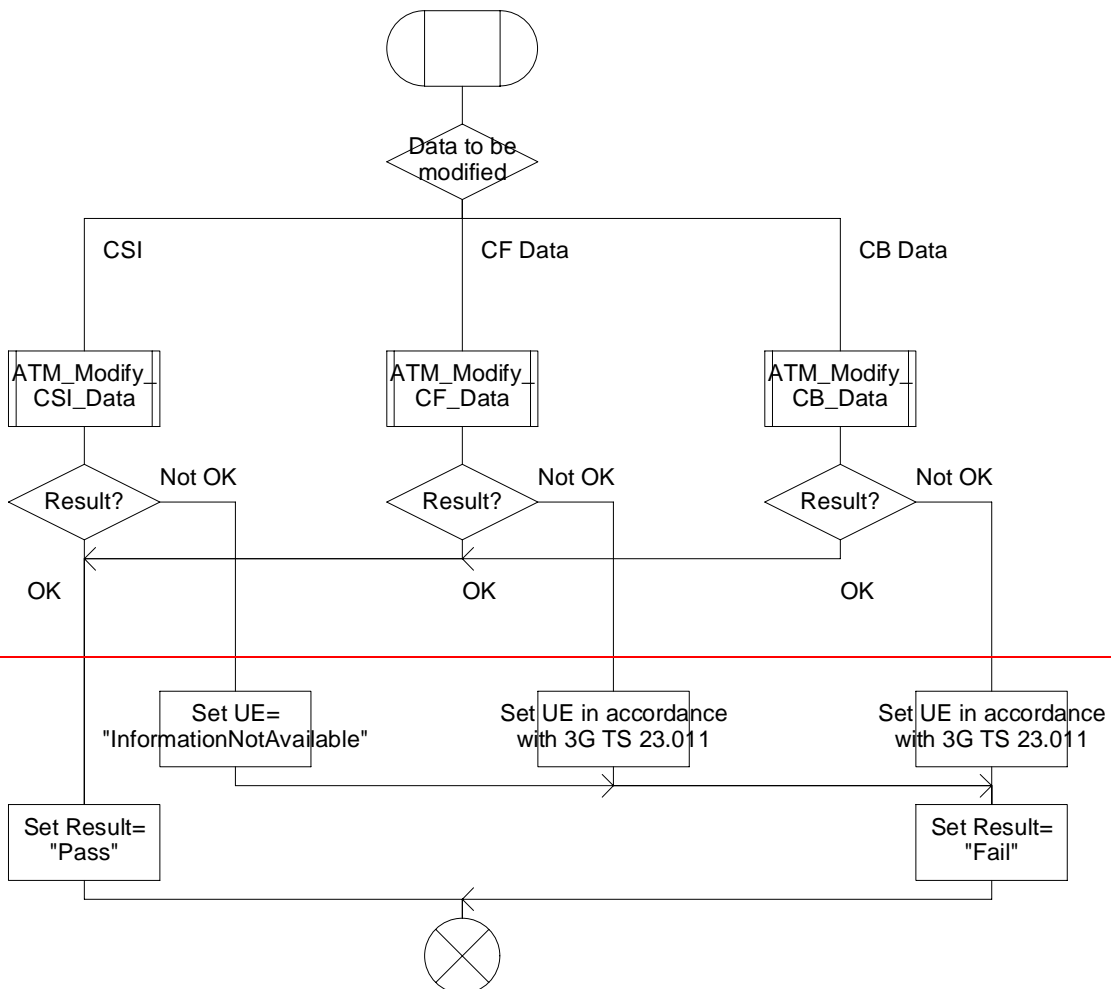 Data to be
modified
CSI
CF Data
CB Data
ATM_Modify_
CSI_Data
ATM_Modify_
CF_Data
ATM_Modify_
CB_Data
Result?
Not OK
Result?
Not OK
Result?
Not OK
OK
OK
OK
Set UE=
"InformationNotAvailable"
Set UE in accordance
with 3G TS 23.011
Set UE in accordance
with 3G TS 23.011
Set Result=
"Pass"
Set Result=
"Fail"